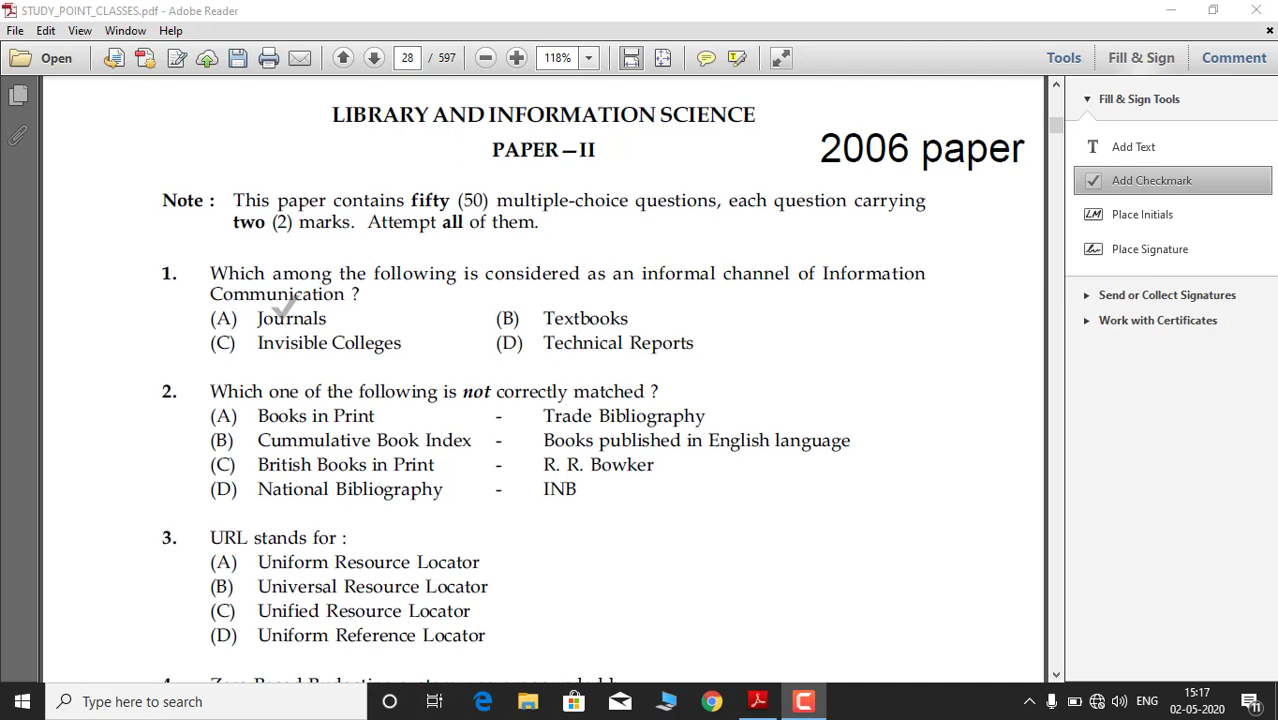 STUDY_POINT_CLASSES.pdf - Adobe Reader
File Edit View Window Help
Open 28 / 597 118% Tools Fill & Sign Comment
LIBRARY AND INFORMATION SCIENCE
PAPER – II
2006 paper
Note : This paper contains fifty (50) multiple-choice questions, each question carrying
two (2) marks. Attempt all of them.
1. Which among the following is considered as an informal channel of Information
Communication ?
(A) Journals (B) Textbooks
(C) Invisible Colleges (D) Technical Reports
2. Which one of the following is not correctly matched ?
(A) Books in Print - Trade Bibliography
(B) Cummulative Book Index - Books published in English language
(C) British Books in Print - R. R. Bowker
(D) National Bibliography - INB
3. URL stands for :
(A) Uniform Resource Locator
(B) Universal Resource Locator
(C) Unified Resource Locator
(D) Uniform Reference Locator
Fill & Sign Tools
T Add Text
Add Checkmark
LM Place Initials
Place Signature
Send or Collect Signatures
Work with Certificates
Type here to search
ENG
15:17
02-05-2020
11